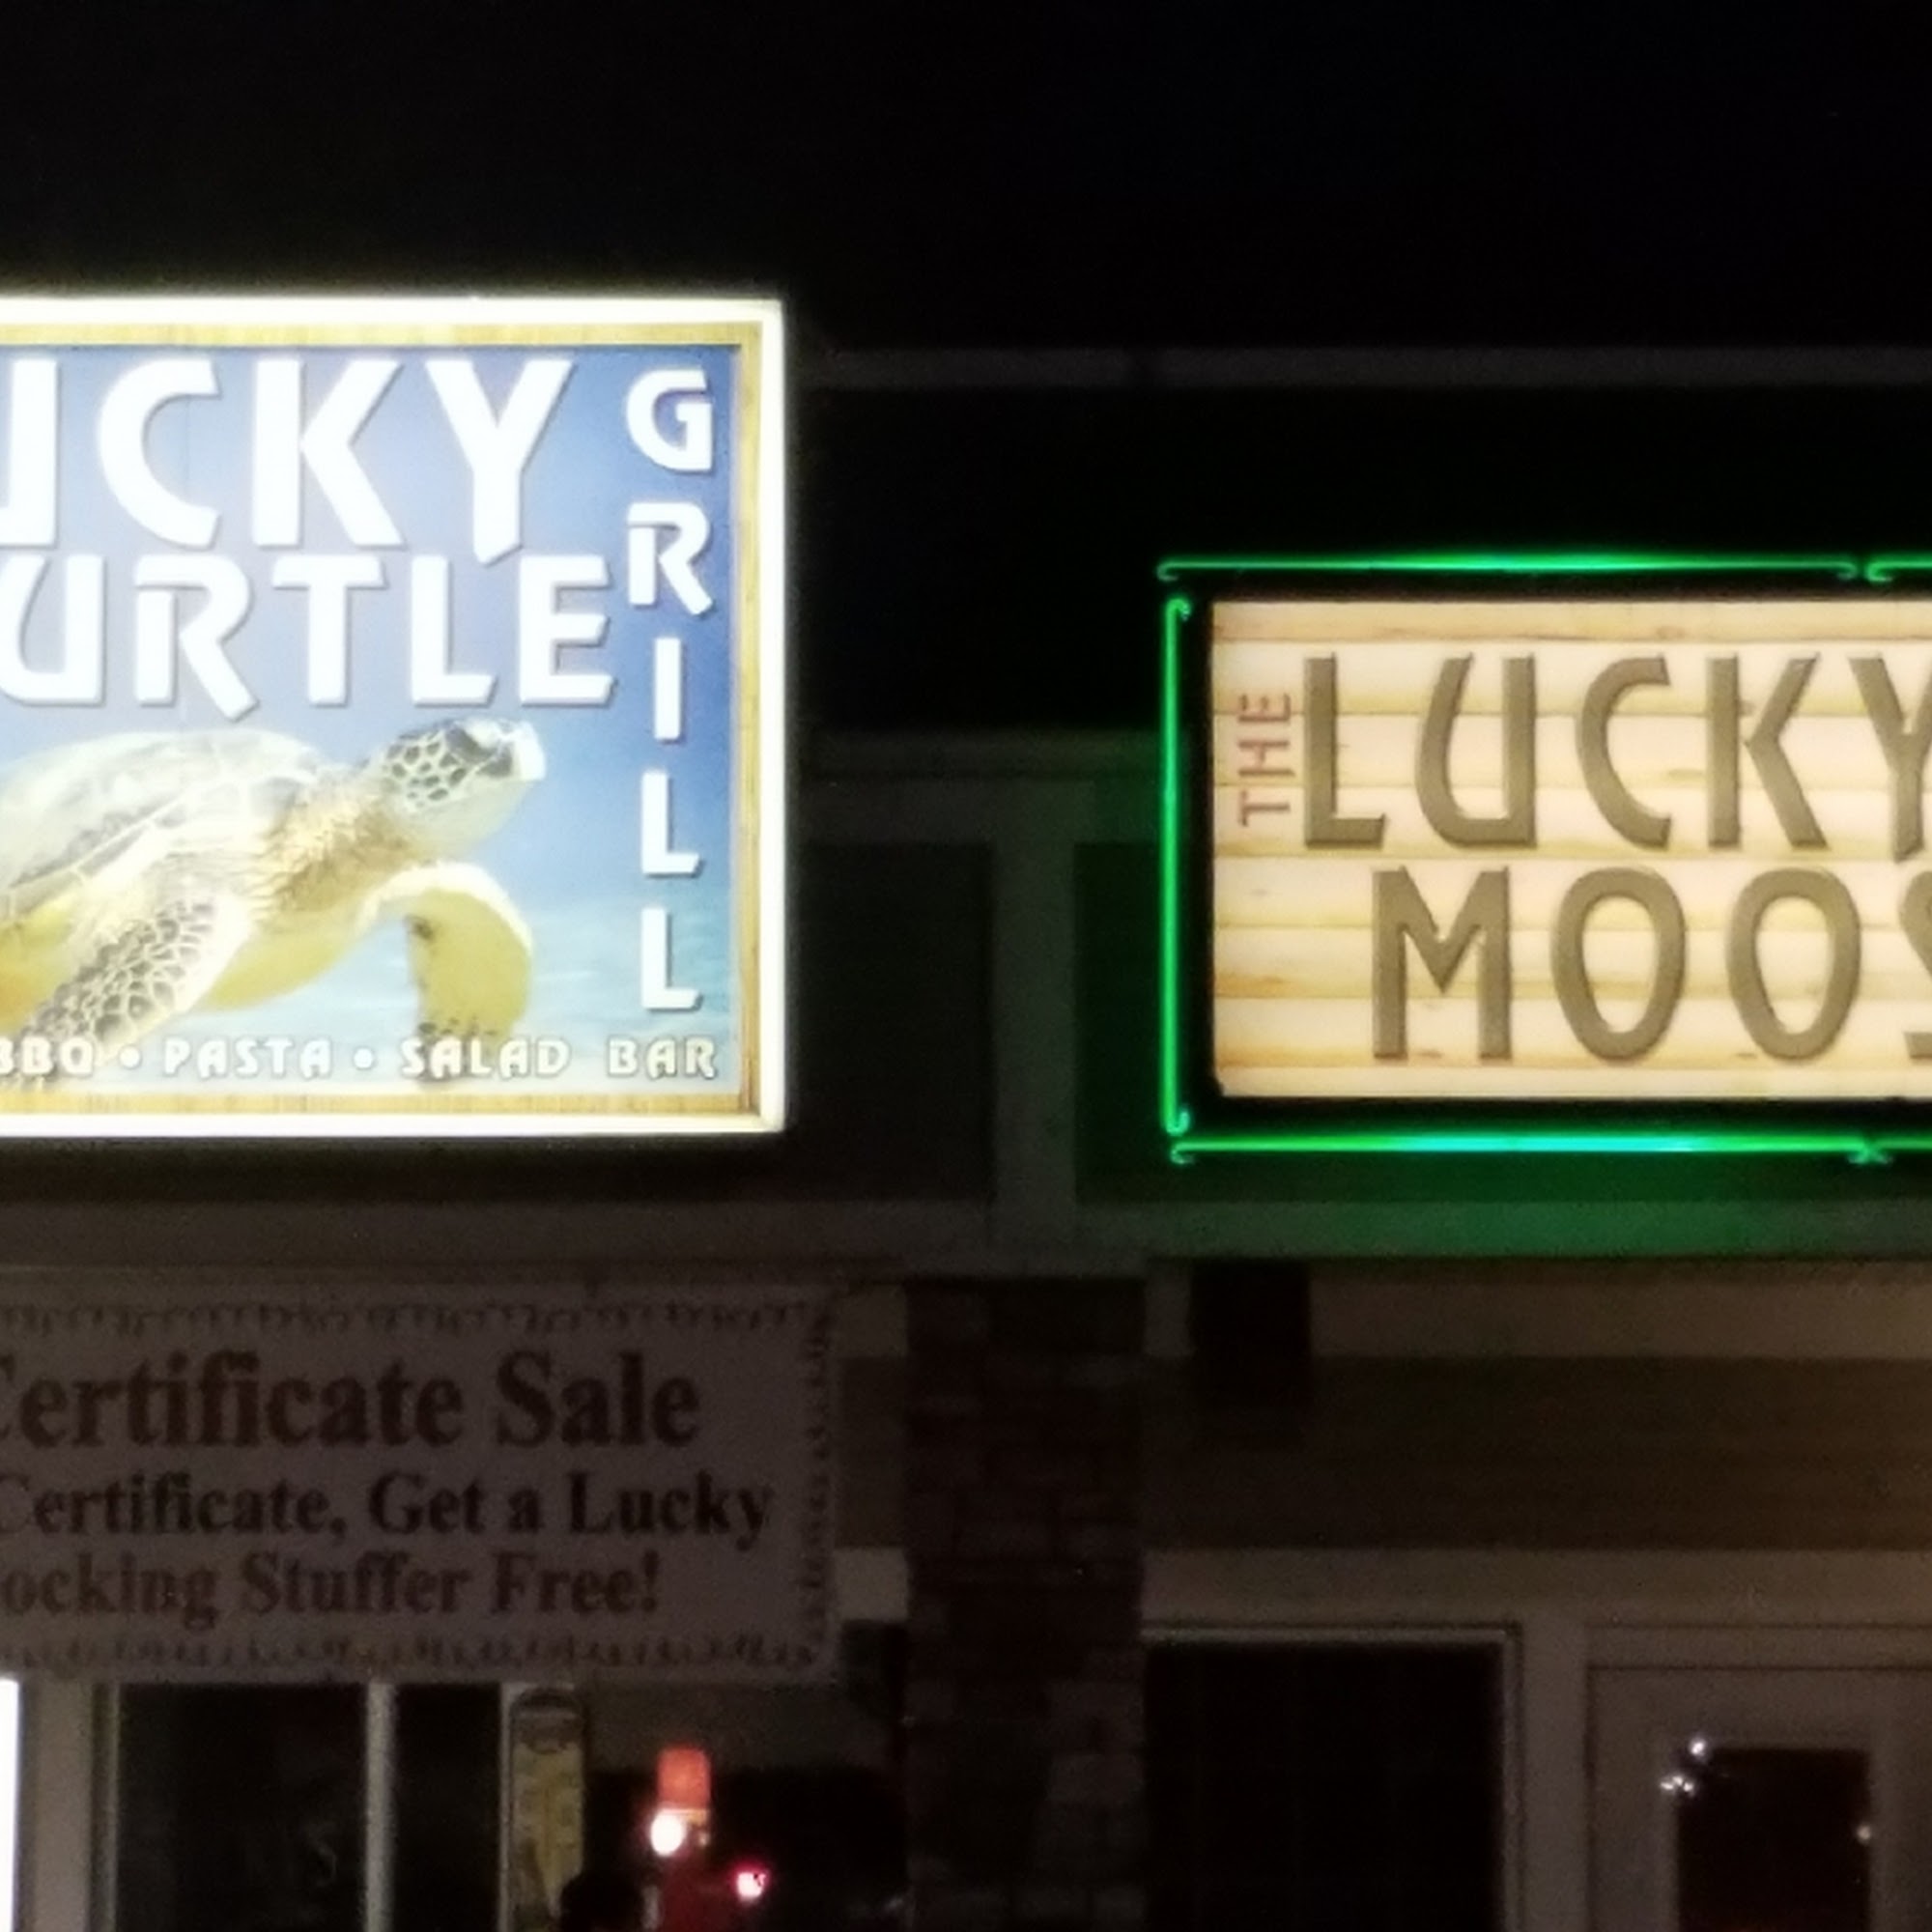 UCKY
URTLE
GRILL
BBQ • PASTA • SALAD BAR
THE
LUCKY
MOOS
Certificate Sale
Certificate, Get a Lucky
ocking Stuffer Free!